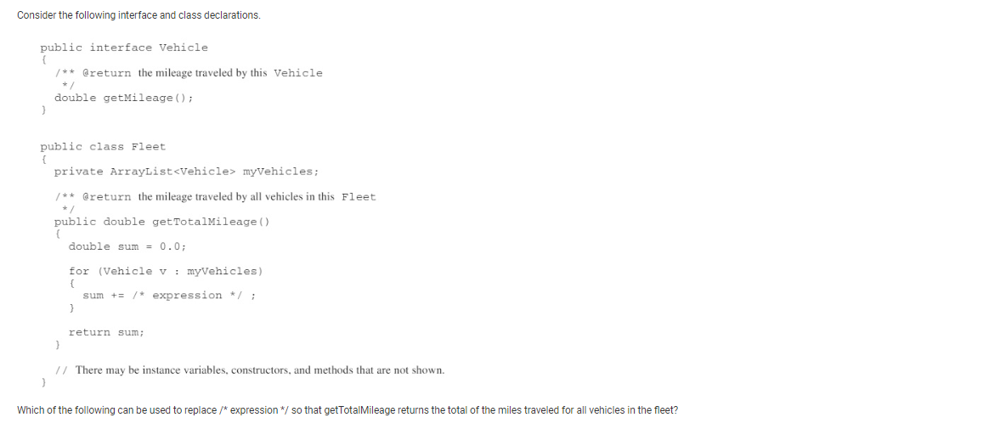 Consider the following interface and class declarations.
public interface Vehicle
{
/** @return the mileage traveled by this Vehicle
*/
double getMileage();
}
public class Fleet
{
private ArrayList<Vehicle> myVehicles;
/** @return the mileage traveled by all vehicles in this Fleet
*/
public double getTotalMileage()
{
double sum = 0.0;
for (Vehicle v : myVehicles)
{
sum += /* expression */ ;
}
return sum;
}
// There may be instance variables, constructors, and methods that are not shown.
}
Which of the following can be used to replace /* expression */ so that getTotalMileage returns the total of the miles traveled for all vehicles in the fleet?